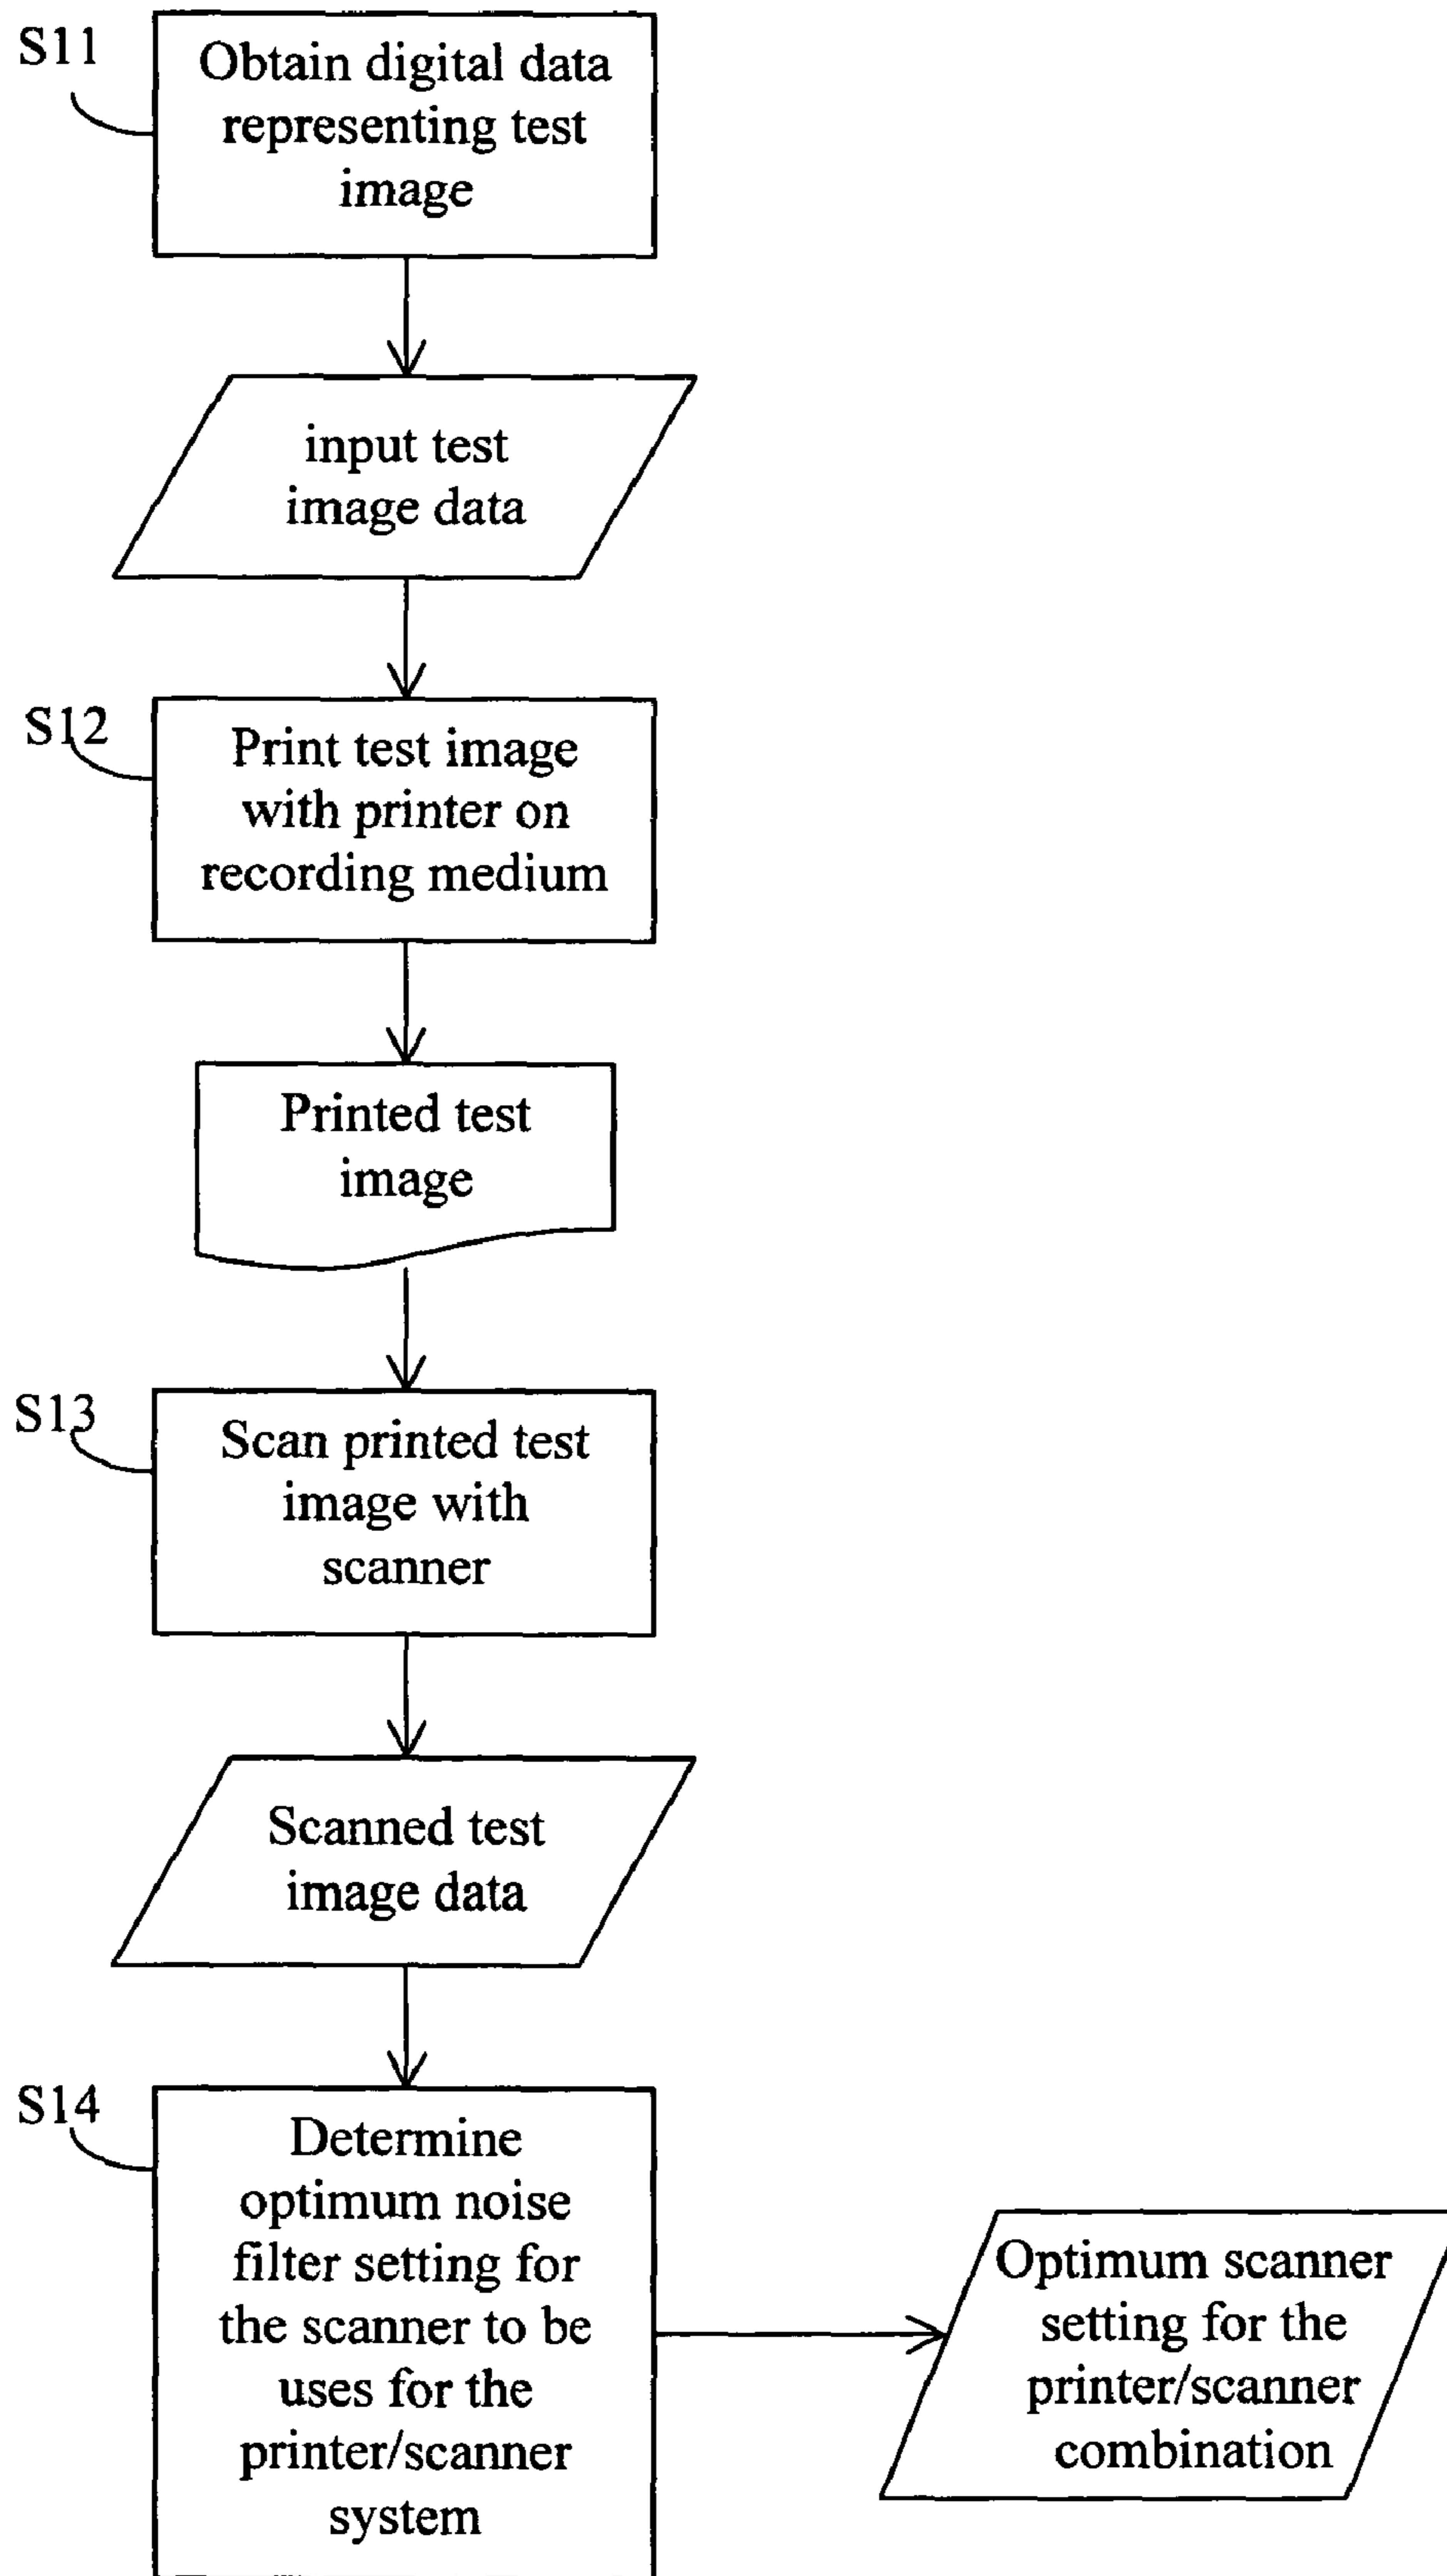 S11
Obtain digital data
representing test
image
input test
image data
S12
Print test image
with printer on
recording medium
Printed test
image
S13
Scan printed test
image with
scanner
Scanned test
image data
S14
Determine
optimum noise
filter setting for
the scanner to be
uses for the
printer/scanner
system
Optimum scanner
setting for the
printer/scanner
combination